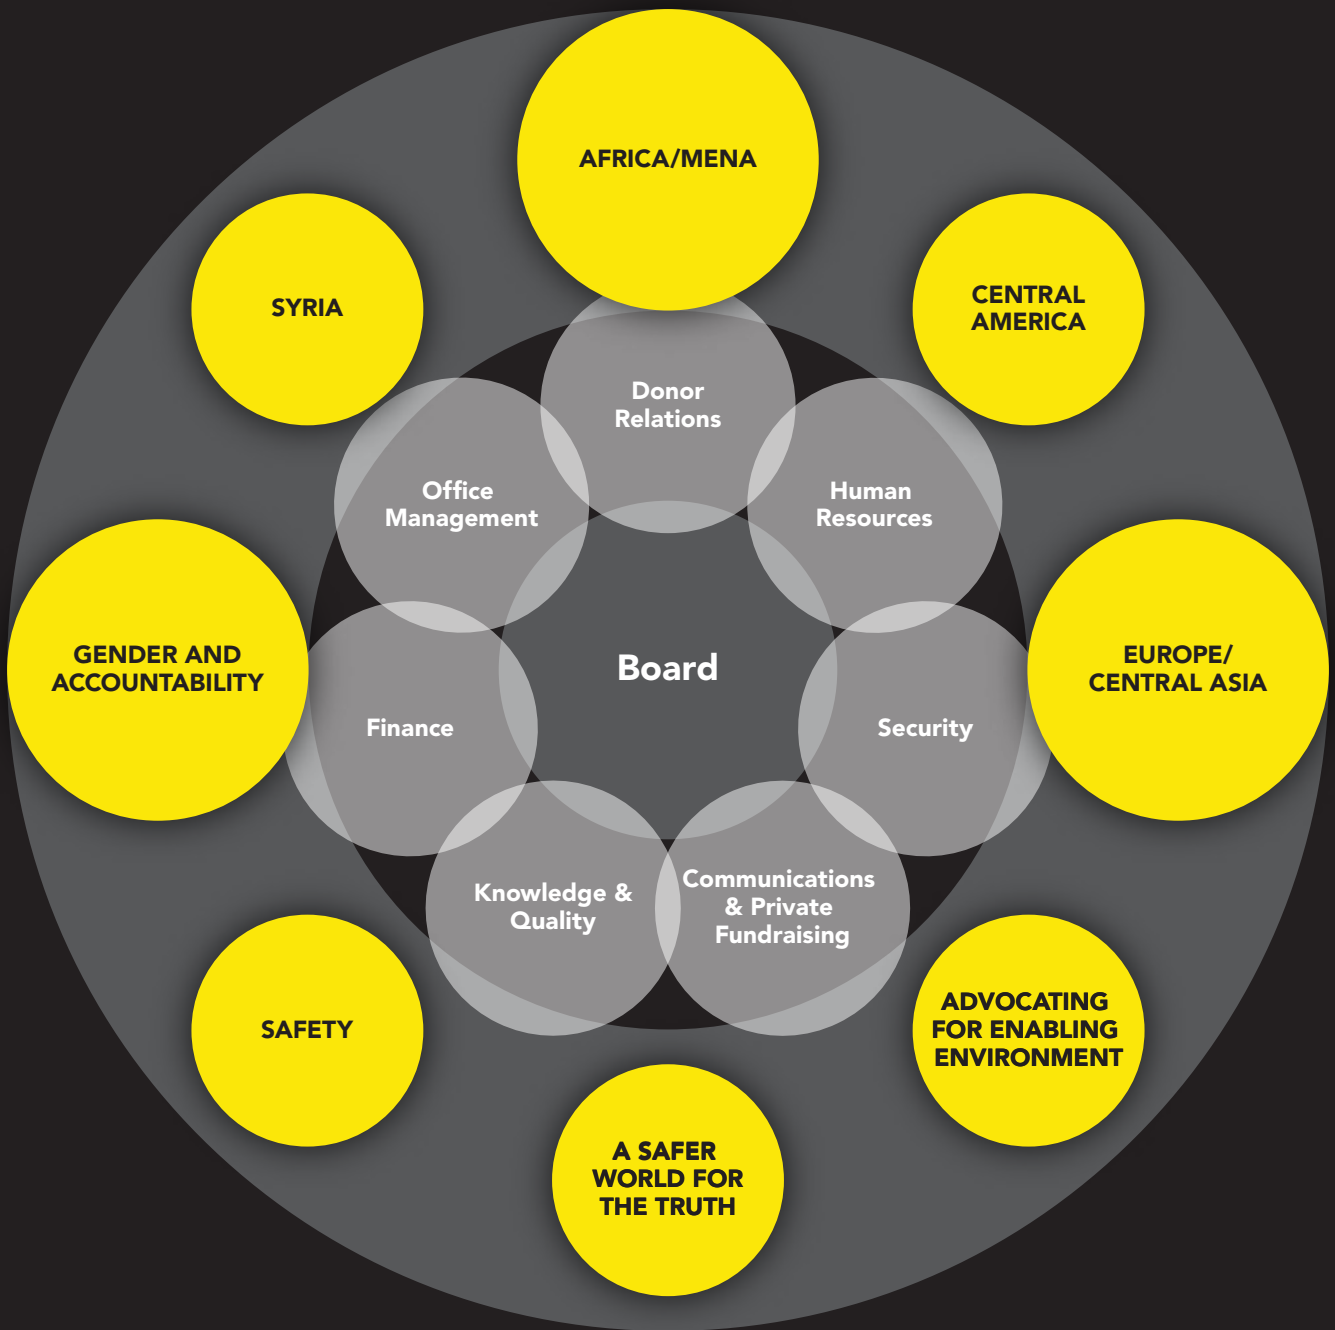 AFRICA/MENA
SYRIA
CENTRAL
AMERICA
Donor
Relations
Office
Management
Human
Resources
GENDER AND
ACCOUNTABILITY
Board
EUROPE/
CENTRAL ASIA
Finance
Security
Knowledge &
Quality
Communications
& Private
Fundraising
SAFETY
ADVOCATING
FOR ENABLING
ENVIRONMENT
A SAFER
WORLD FOR
THE TRUTH